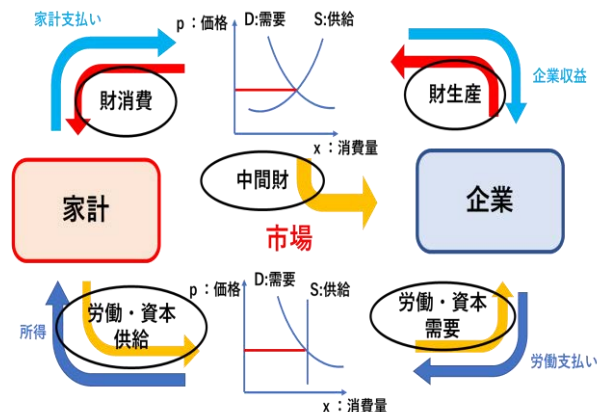 家計支払い
p ：価格
D:需要
S:供給
企業収益
財消費
財生産
x ：消費量
中間財
家計
市場
企業
p ：価格
D:需要
S:供給
所得
労働・資本
供給
労働・資本
需要
労働支払い
x ：消費量